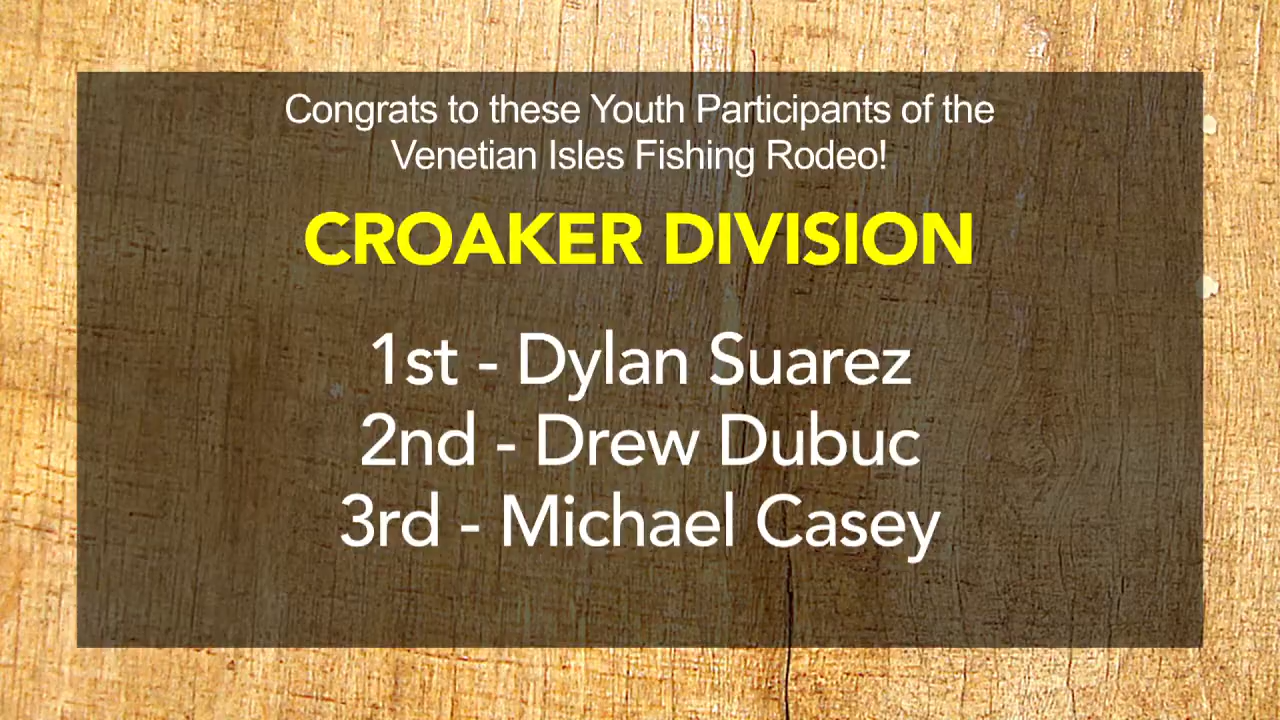 Congrats to these Youth Participants of the
Venetian Isles Fishing Rodeo!
CROAKER DIVISION
1st - Dylan Suarez
2nd - Drew Dubuc
3rd - Michael Casey